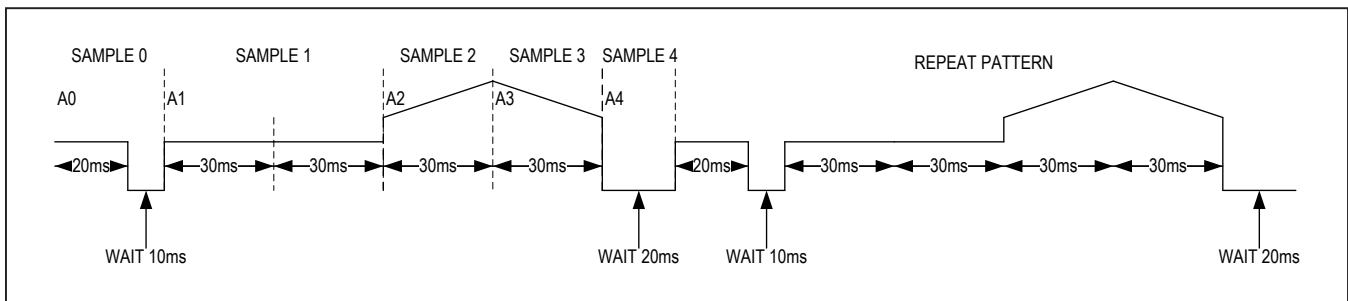 SAMPLE 0 SAMPLE 1 SAMPLE 2 SAMPLE 3 SAMPLE 4 REPEAT PATTERN
A0 A1 A2 A3 A4
20ms 30ms 30ms 30ms 30ms 20ms 30ms 30ms 30ms 30ms
WAIT 10ms WAIT 20ms WAIT 10ms WAIT 20ms